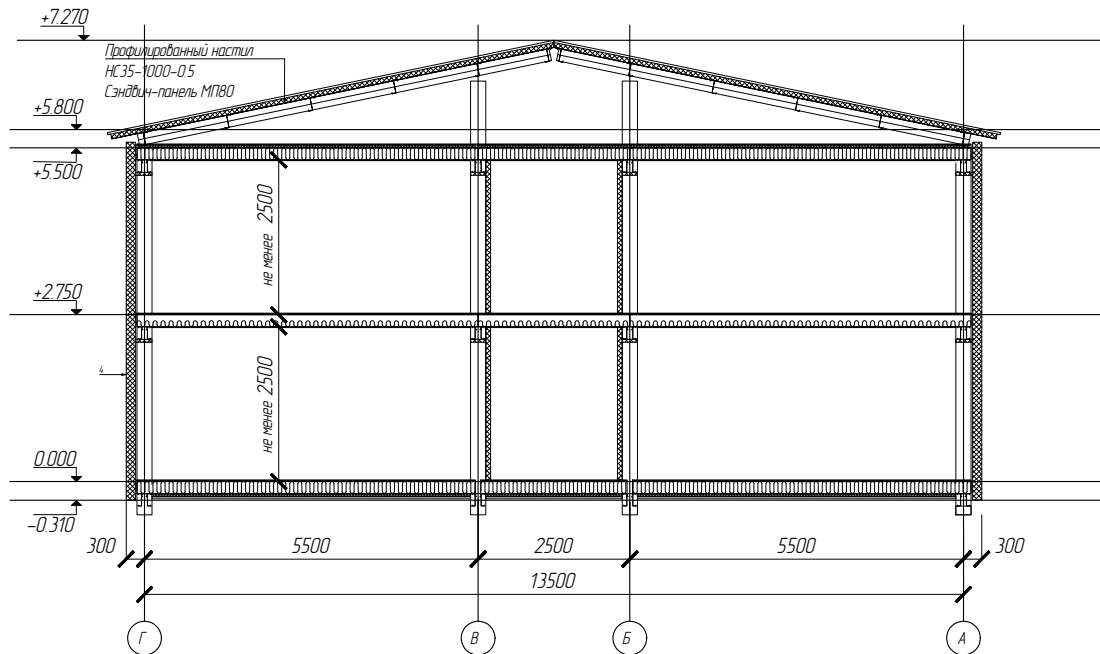 +7.270
Профилированный настил
НС35-1000-0.5
Сэндвич-панель МП80
+5.800
+5.500
не менее 2500
+2.750
4
не менее 2500
0.000
-0.310
300
5500
2500
5500
300
13500
Г
В
Б
А